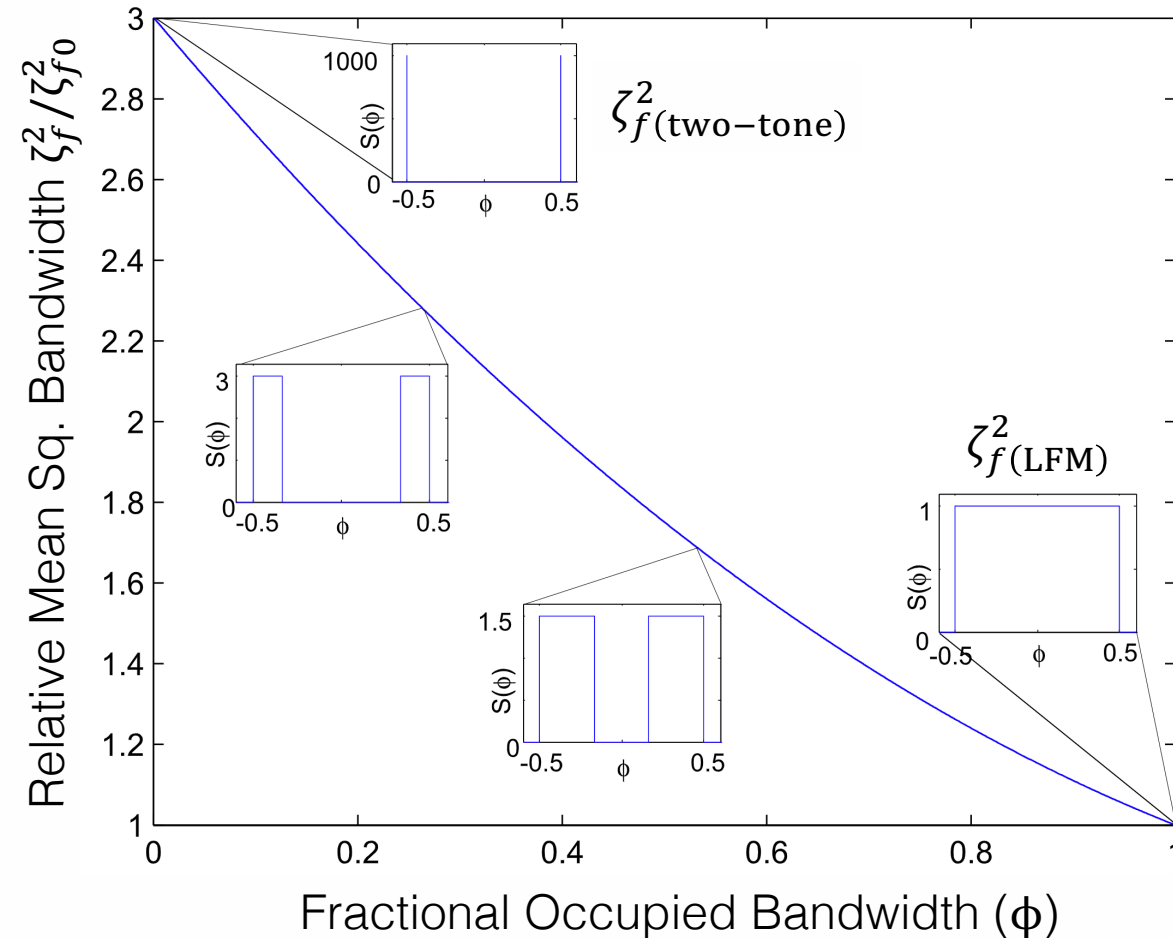 Relative Mean Sq. Bandwidth ζ²f/ζ²f0
3
2.8
2.6
2.4
2.2
2
1.8
1.6
1.4
1.2
1
0
0.2
0.4
0.6
0.8
1
Fractional Occupied Bandwidth (ϕ)
1000
0
S(ϕ)
-0.5
ϕ
0.5
ζ²f(two−tone)
3
0
S(ϕ)
-0.5
ϕ
0.5
1.5
0
S(ϕ)
-0.5
ϕ
0.5
ζ²f(LFM)
1
0
S(ϕ)
-0.5
ϕ
0.5